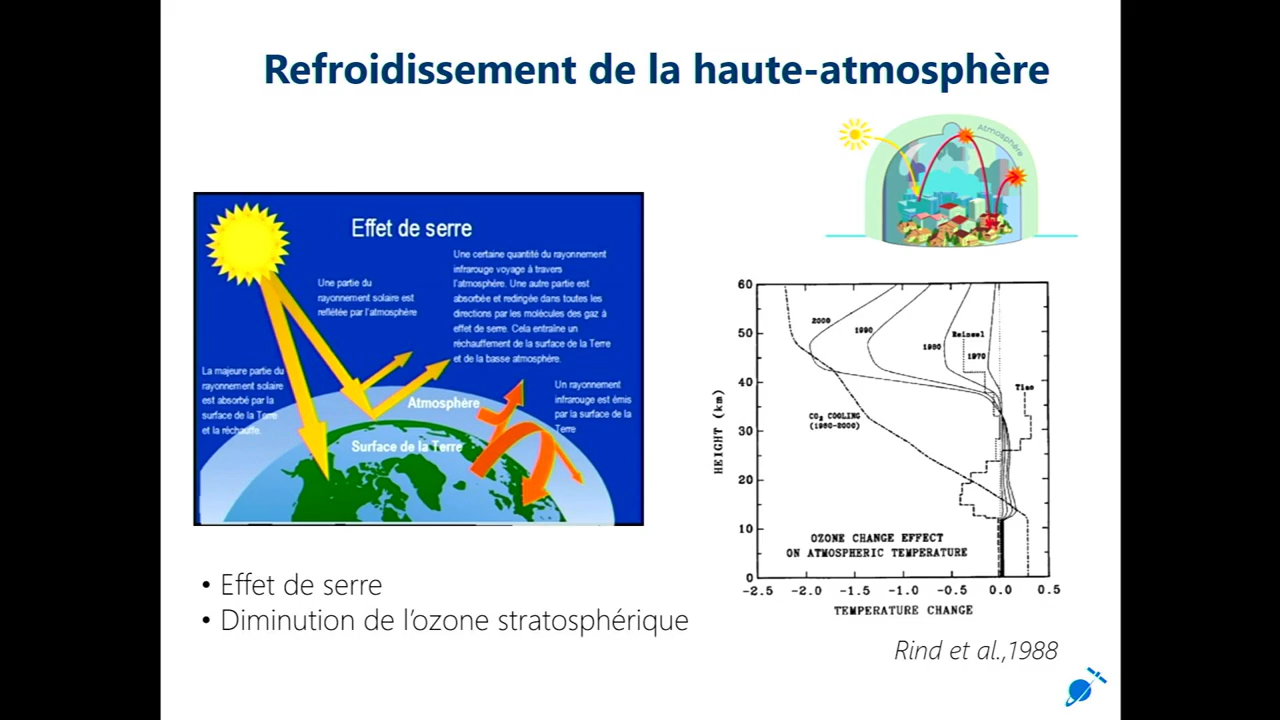 Refroidissement de la haute-atmosphère
Atmosphère
Effet de serre
Une certaine quantité du rayonnement
infrarouge voyage à travers
l'atmosphère. Une autre partie est
absorbée et redirigée dans toutes les
directions par les molécules des gaz à
effet de serre. Cela entraîne un
réchauffement de la surface de la Terre
et de la basse atmosphère.
Une partie du
rayonnement solaire est
réflétée par l'atmosphère
La majeure partie du
rayonnement solaire
est absorbé par la
surface de la Terre
et la réchauffe.
Un rayonnement
infrarouge est émis
par la surface de la
Terre
Atmosphère
Surface de la Terre
60
50
40
30
20
10
0
HEIGHT (km)
2000
1990
1980
Reinsel
1970
Tiao
CO2 COOLING
(1980-2000)
OZONE CHANGE EFFECT
ON ATMOSPHERIC TEMPERATURE
-2.5 -2.0 -1.5 -1.0 -0.5 0.0 0.5
TEMPERATURE CHANGE
• Effet de serre
• Diminution de l'ozone stratosphérique
Rind et al.,1988